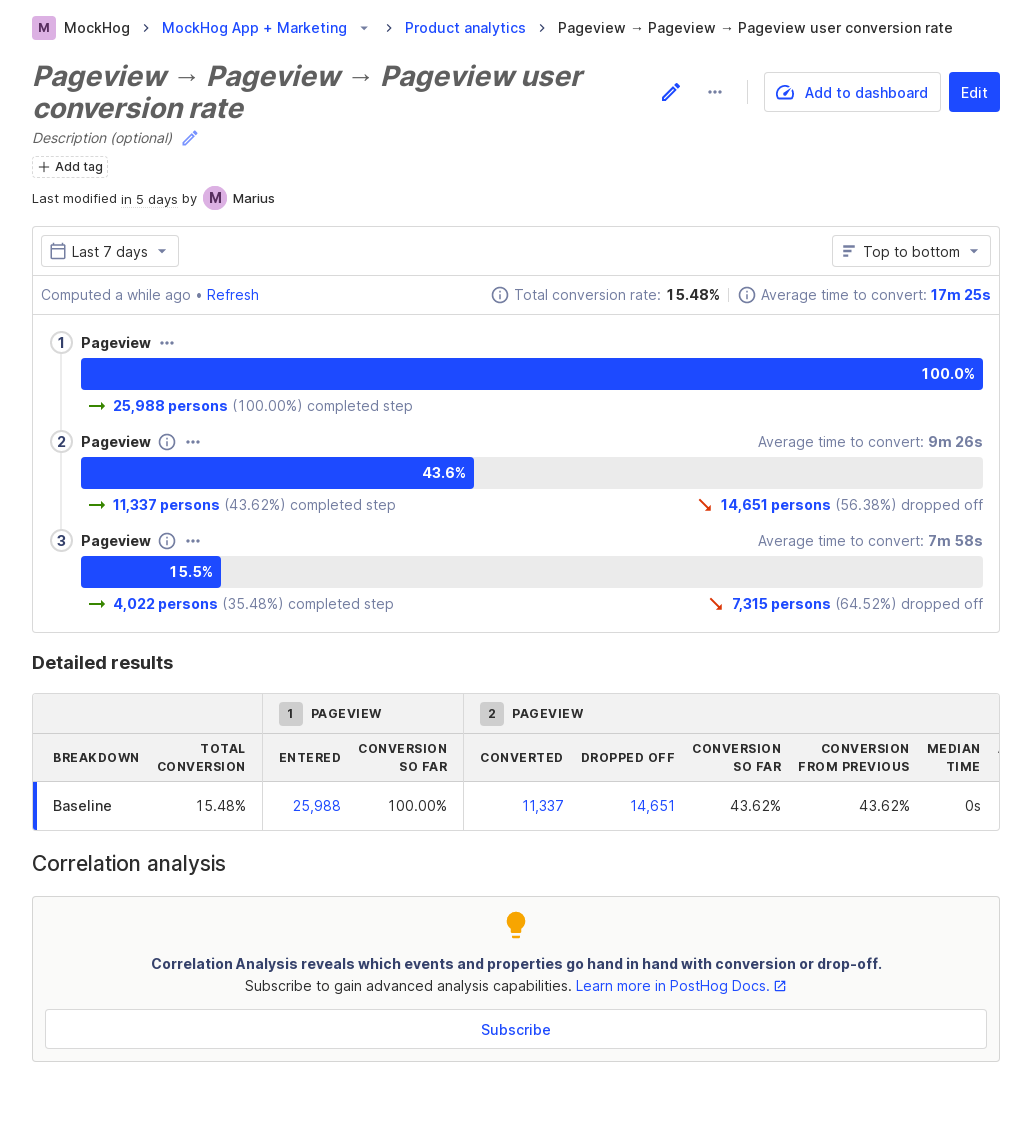 M MockHog MockHog App + Marketing Product analytics Pageview → Pageview → Pageview user conversion rate
Pageview → Pageview → Pageview user
conversion rate
Add to dashboard Edit
Description (optional)
Add tag
Last modified in 5 days by M Marius
Last 7 days Top to bottom
Computed a while ago • Refresh Total conversion rate: 15.48% Average time to convert: 17m 25s
1 Pageview
100.0%
25,988 persons (100.00%) completed step
2 Pageview Average time to convert: 9m 26s
43.6%
11,337 persons (43.62%) completed step 14,651 persons (56.38%) dropped off
3 Pageview Average time to convert: 7m 58s
15.5%
4,022 persons (35.48%) completed step 7,315 persons (64.52%) dropped off
Detailed results
1 PAGEVIEW 2 PAGEVIEW
BREAKDOWN TOTAL CONVERSION ENTERED CONVERSION SO FAR CONVERTED DROPPED OFF CONVERSION SO FAR CONVERSION FROM PREVIOUS MEDIAN TIME
Baseline 15.48% 25,988 100.00% 11,337 14,651 43.62% 43.62% 0s
Correlation analysis
Correlation Analysis reveals which events and properties go hand in hand with conversion or drop-off.
Subscribe to gain advanced analysis capabilities. Learn more in PostHog Docs.
Subscribe